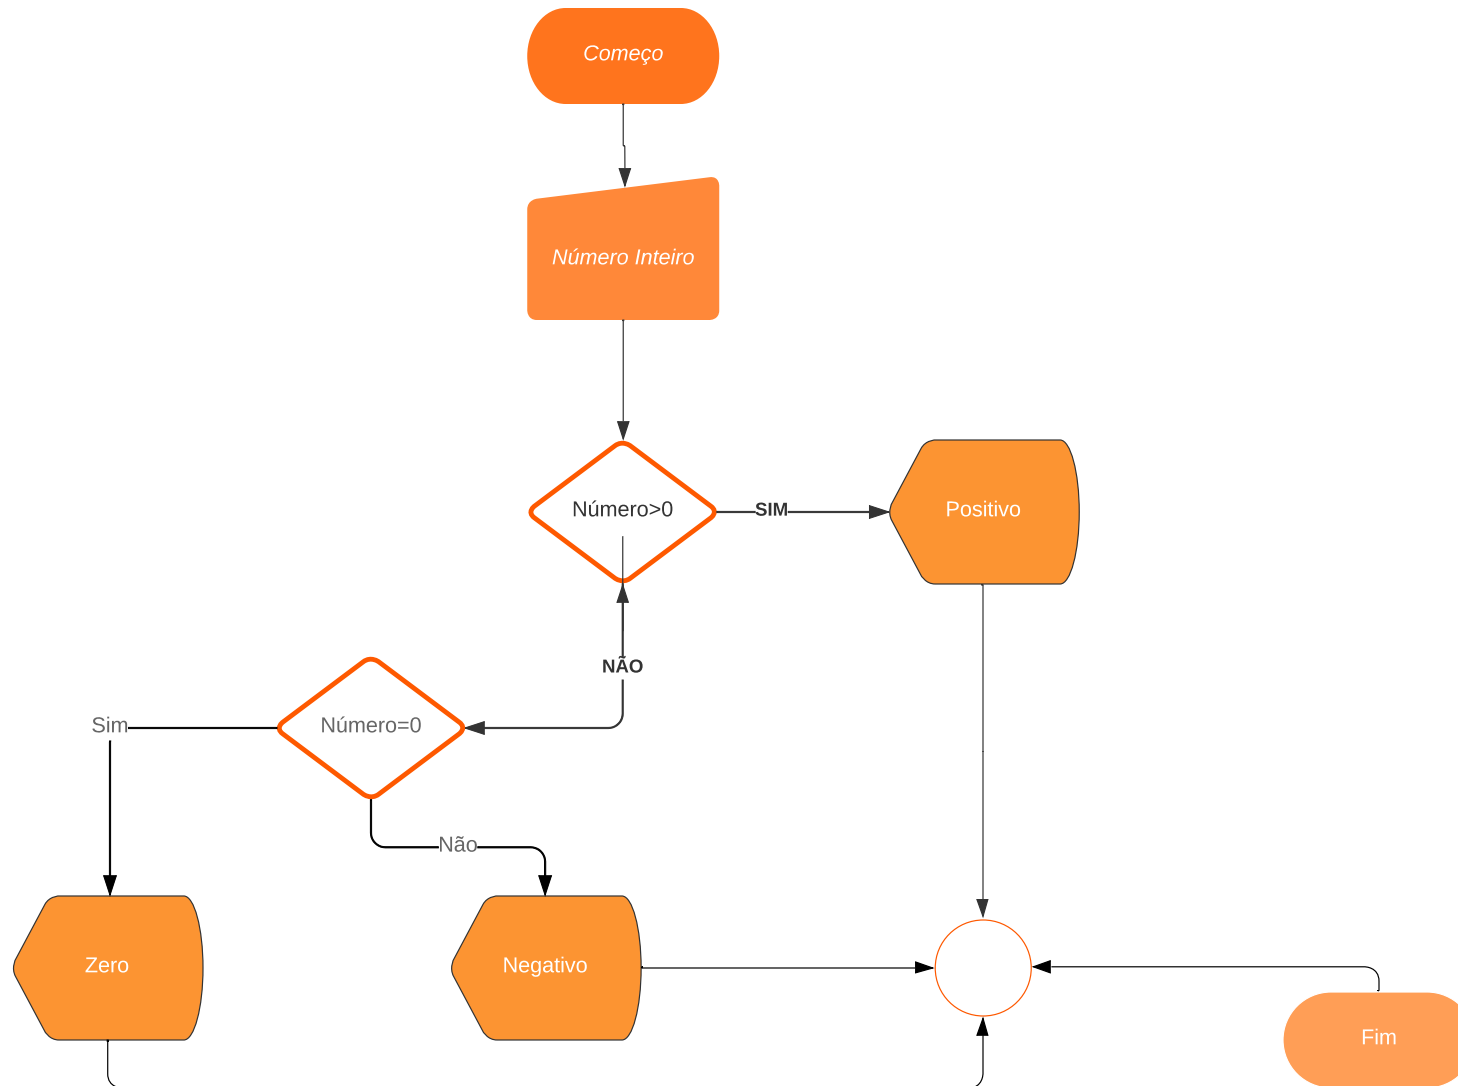 Começo
Número Inteiro
Número>0
SIM
Positivo
NÃO
Número=0
Sim
Não
Zero
Negativo
Fim